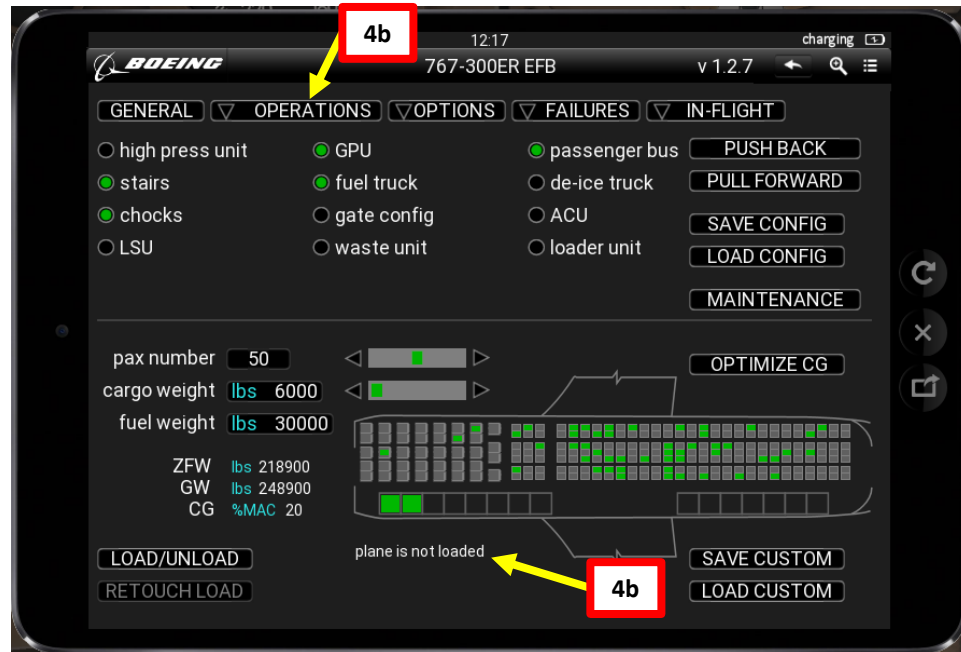 4b
12:17 charging
BOEING 767-300ER EFB v 1.2.7
GENERAL OPERATIONS OPTIONS FAILURES IN-FLIGHT
high press unit GPU passenger bus PUSH BACK
stairs fuel truck de-ice truck PULL FORWARD
chocks gate config ACU SAVE CONFIG
LSU waste unit loader unit LOAD CONFIG
MAINTENANCE
pax number 50 OPTIMIZE CG
cargo weight lbs 6000
fuel weight lbs 30000
ZFW lbs 218900
GW lbs 248900
CG %MAC 20
plane is not loaded
LOAD/UNLOAD SAVE CUSTOM
4b
RETOUCH LOAD LOAD CUSTOM